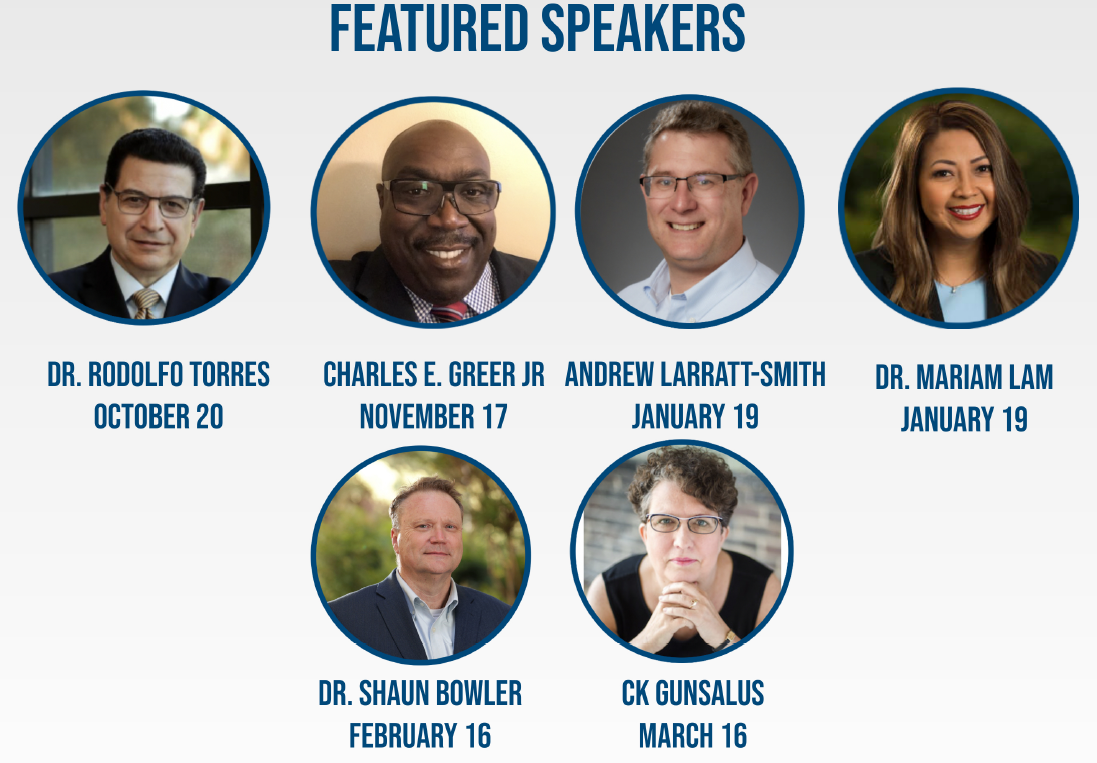 FEATURED SPEAKERS
DR. RODOLFO TORRES
OCTOBER 20
CHARLES E. GREER JR
NOVEMBER 17
ANDREW LARRATT-SMITH
JANUARY 19
DR. MARIAM LAM
JANUARY 19
DR. SHAUN BOWLER
FEBRUARY 16
CK GUNSALUS
MARCH 16